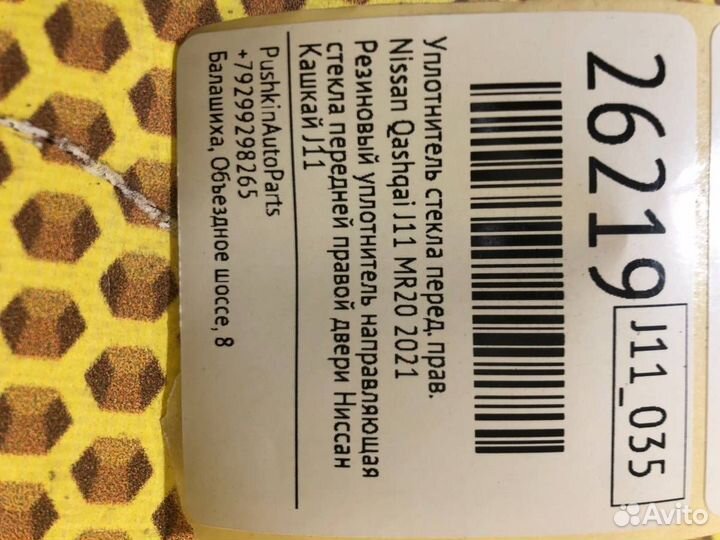 26219
J11_035
Уплотнитель стекла перед. прав.
Nissan Qashqai J11 MR20 2021
Резиновый уплотнитель направляющая
стекла передней правой двери Ниссан
Кашкай J11
PushkinAutoParts
+79299298265
Балашиха, Объездное шоссе, 8
Avito